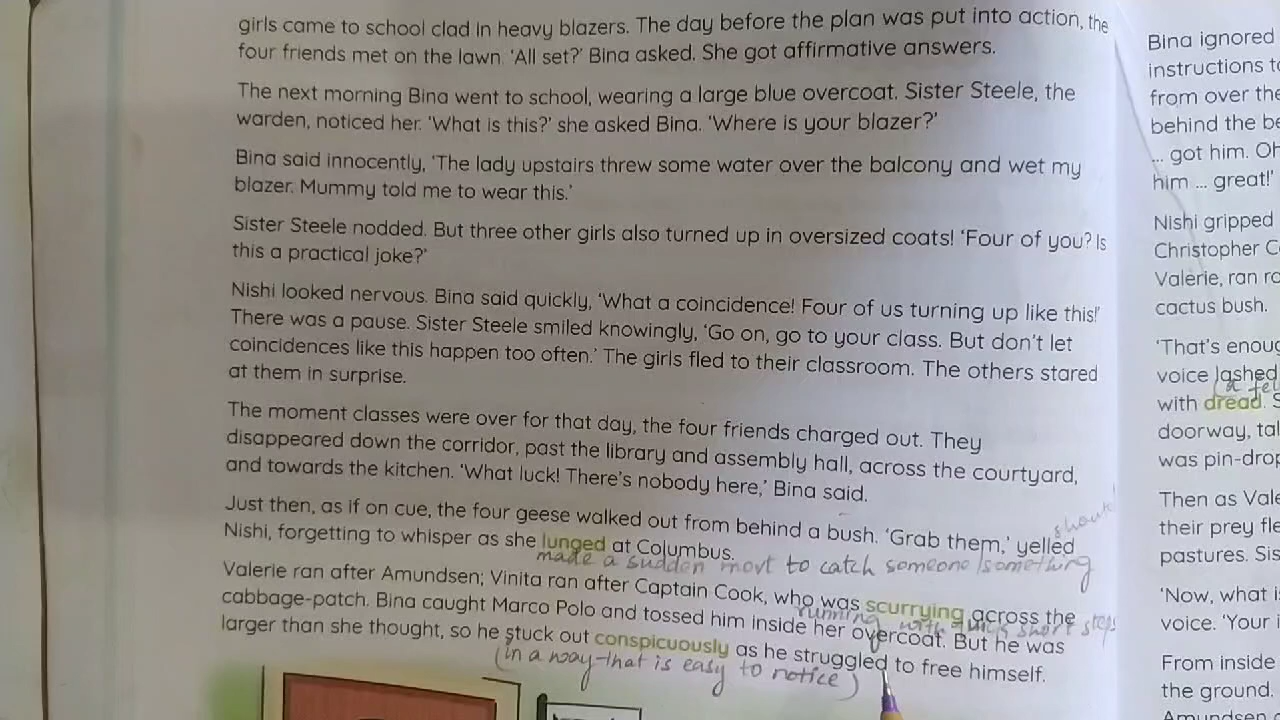 girls came to school clad in heavy blazers. The day before the plan was put into action, the
four friends met on the lawn. 'All set?' Bina asked. She got affirmative answers.
The next morning Bina went to school, wearing a large blue overcoat. Sister Steele, the
warden, noticed her. 'What is this?' she asked Bina. 'Where is your blazer?'
Bina said innocently, 'The lady upstairs threw some water over the balcony and wet my
blazer. Mummy told me to wear this.'
Sister Steele nodded. But three other girls also turned up in oversized coats! 'Four of you? Is
this a practical joke?'
Nishi looked nervous. Bina said quickly, 'What a coincidence! Four of us turning up like this!'
There was a pause. Sister Steele smiled knowingly, 'Go on, go to your class. But don't let
coincidences like this happen too often.' The girls fled to their classroom. The others stared
at them in surprise.
The moment classes were over for that day, the four friends charged out. They
disappeared down the corridor, past the library and assembly hall, across the courtyard,
and towards the kitchen. 'What luck! There's nobody here,' Bina said.
Just then, as if on cue, the four geese walked out from behind a bush. 'Grab them,' yelled
Nishi, forgetting to whisper as she lunged at Columbus.
made a sudden movt to catch someone/something
Valerie ran after Amundsen; Vinita ran after Captain Cook, who was scurrying across the
running with quick short steps
cabbage-patch. Bina caught Marco Polo and tossed him inside her overcoat. But he was
larger than she thought, so he stuck out conspicuously as he struggled to free himself.
(in a way that is easy to notice)
Bina ignored
instructions
from over the
behind the
... got him. Oh
him ... great!'
Nishi gripped
Christopher
Valerie, ran
cactus bush.
'That's
voice lashed
with dread.
doorway,
was
Then as
their prey
pastures.
'Now, what
voice. 'Your
From inside
the ground.